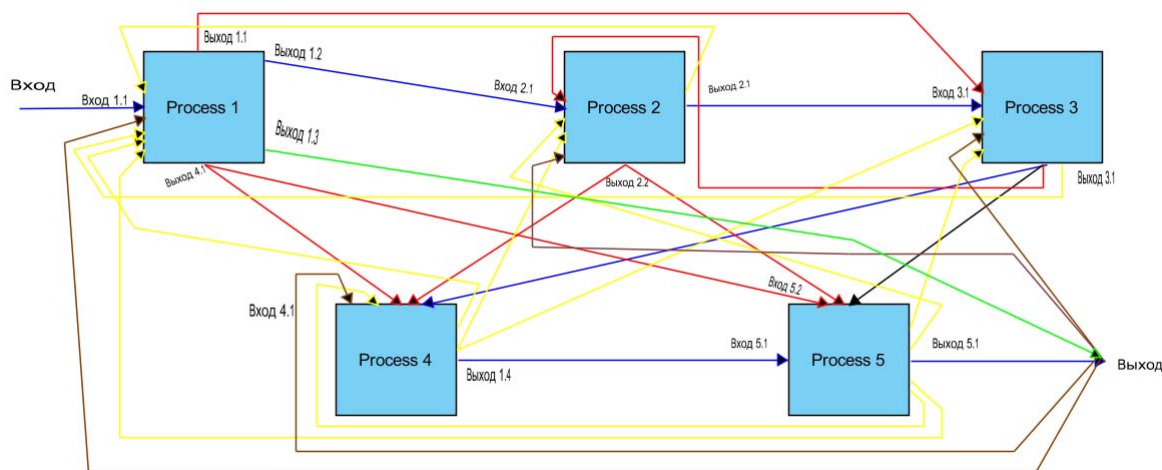 Выход 1.1
Выход 1.2
Вход
Вход 1.1
Process 1
Вход 2.1
Process 2
Выход 2.1
Вход 3.1
Process 3
Выход 1.3
Выход 4.1
Выход 2.2
Выход 3.1
Вход 4.1
Вход 5.2
Process 4
Выход 1.4
Вход 5.1
Process 5
Выход 5.1
Выход